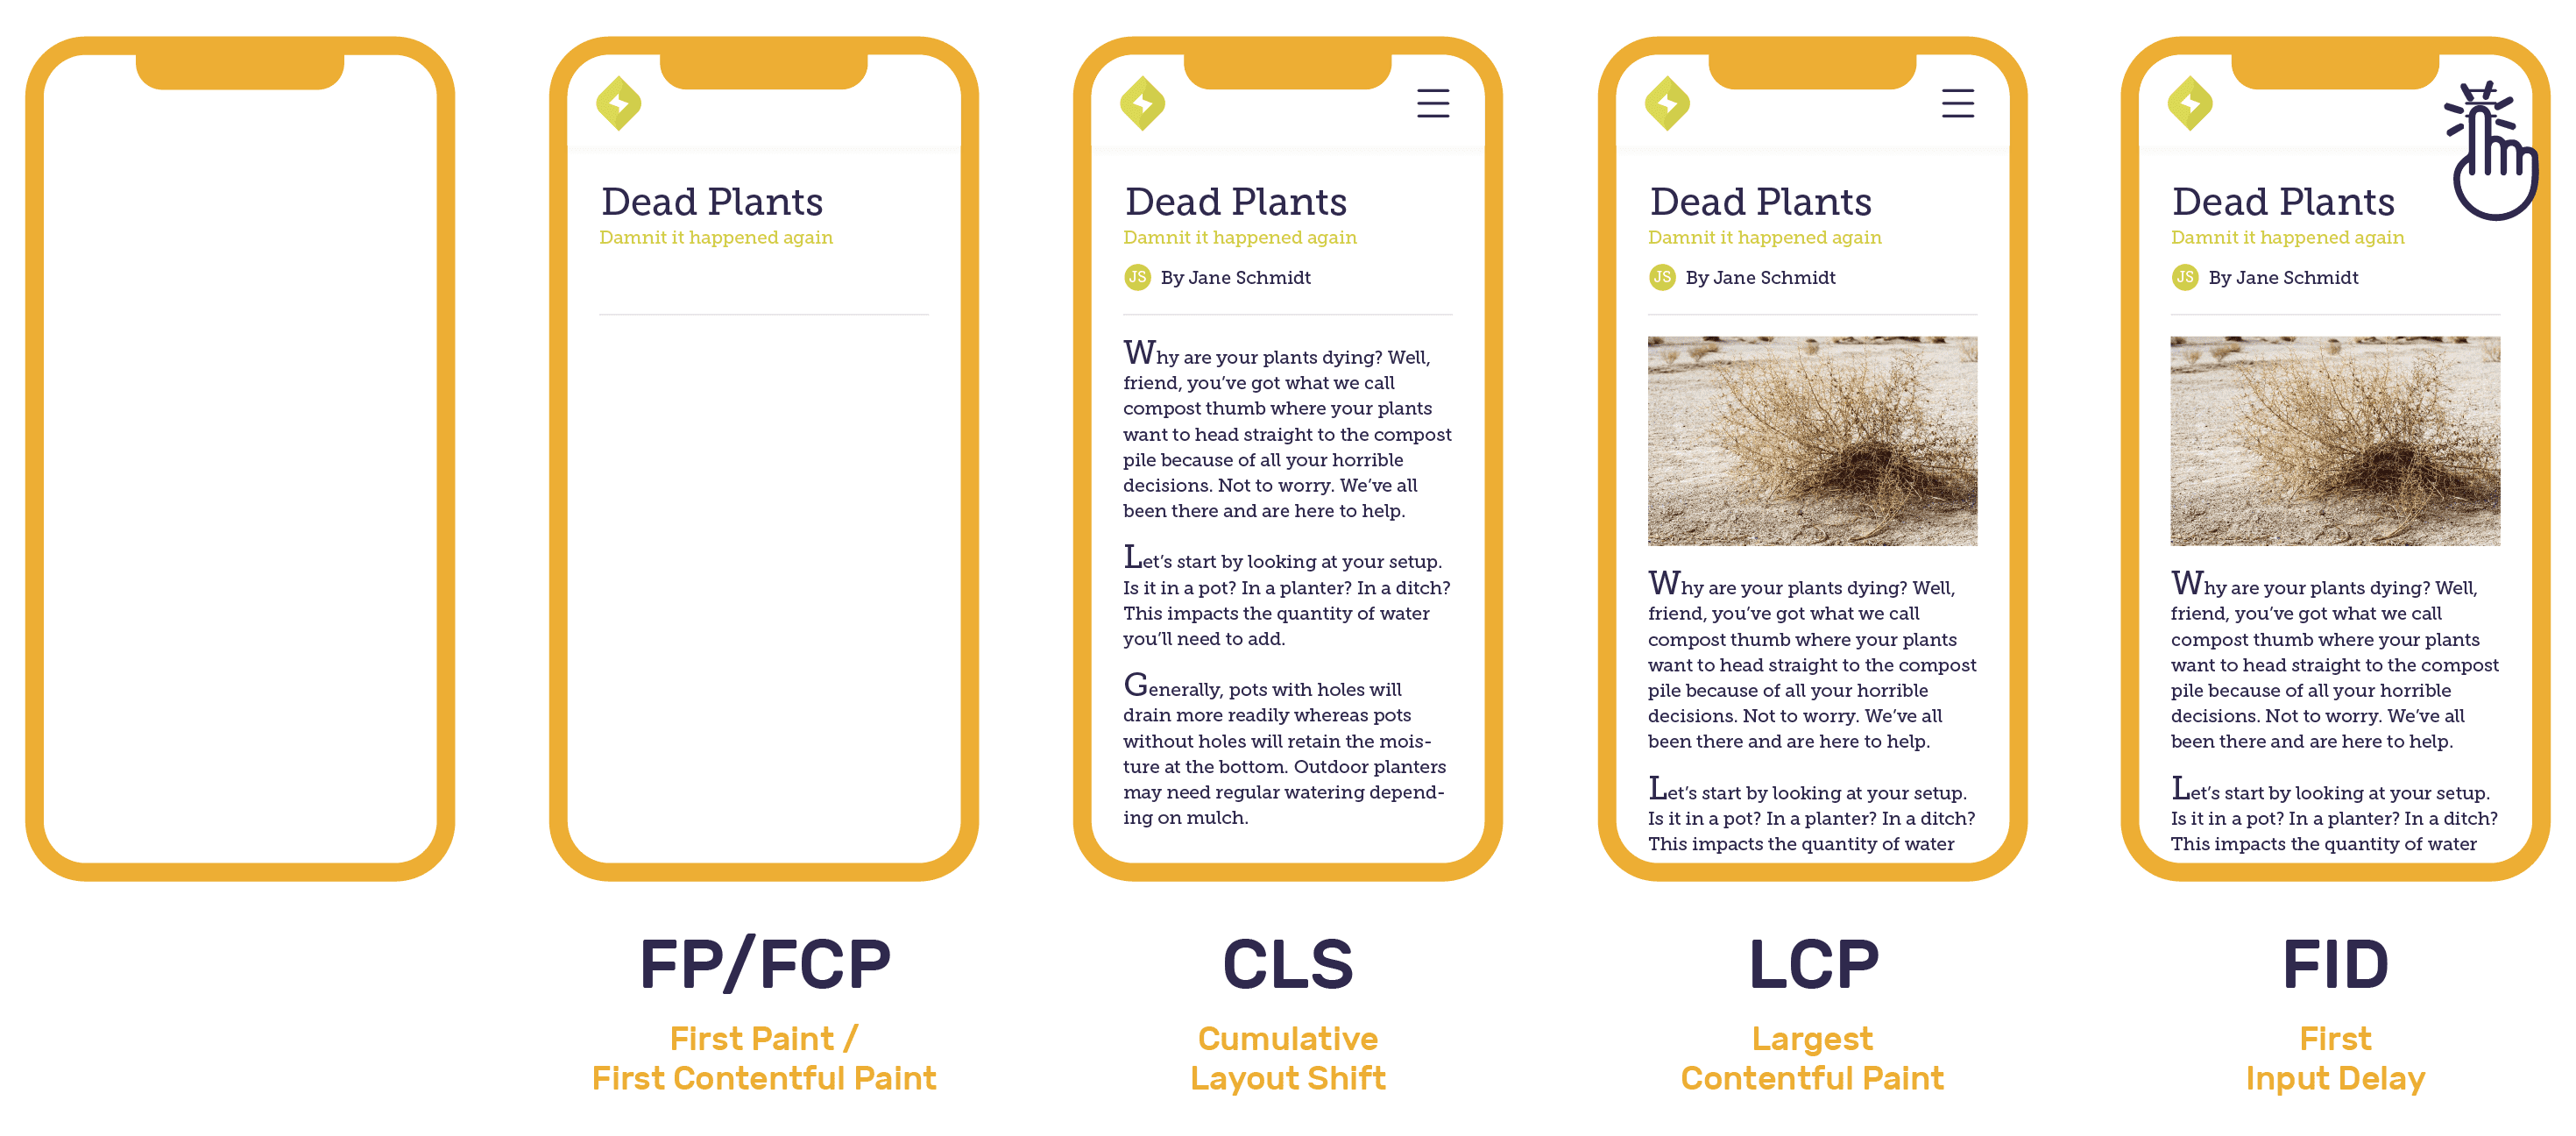 Dead Plants
Damnit it happened again
FP/FCP
First Paint /
First Contentful Paint
Dead Plants
Damnit it happened again
JS By Jane Schmidt
Why are your plants dying? Well,
friend, you’ve got what we call
compost thumb where your plants
want to head straight to the compost
pile because of all your horrible
decisions. Not to worry. We’ve all
been there and are here to help.
Let’s start by looking at your setup.
Is it in a pot? In a planter? In a ditch?
This impacts the quantity of water
you’ll need to add.
Generally, pots with holes will
drain more readily whereas pots
without holes will retain the mois-
ture at the bottom. Outdoor planters
may need regular watering depend-
ing on mulch.
CLS
Cumulative
Layout Shift
Dead Plants
Damnit it happened again
JS By Jane Schmidt
Why are your plants dying? Well,
friend, you’ve got what we call
compost thumb where your plants
want to head straight to the compost
pile because of all your horrible
decisions. Not to worry. We’ve all
been there and are here to help.
Let’s start by looking at your setup.
Is it in a pot? In a planter? In a ditch?
This impacts the quantity of water
LCP
Largest
Contentful Paint
Dead Plants
Damnit it happened again
JS By Jane Schmidt
Why are your plants dying? Well,
friend, you’ve got what we call
compost thumb where your plants
want to head straight to the compost
pile because of all your horrible
decisions. Not to worry. We’ve all
been there and are here to help.
Let’s start by looking at your setup.
Is it in a pot? In a planter? In a ditch?
This impacts the quantity of water
FID
First
Input Delay